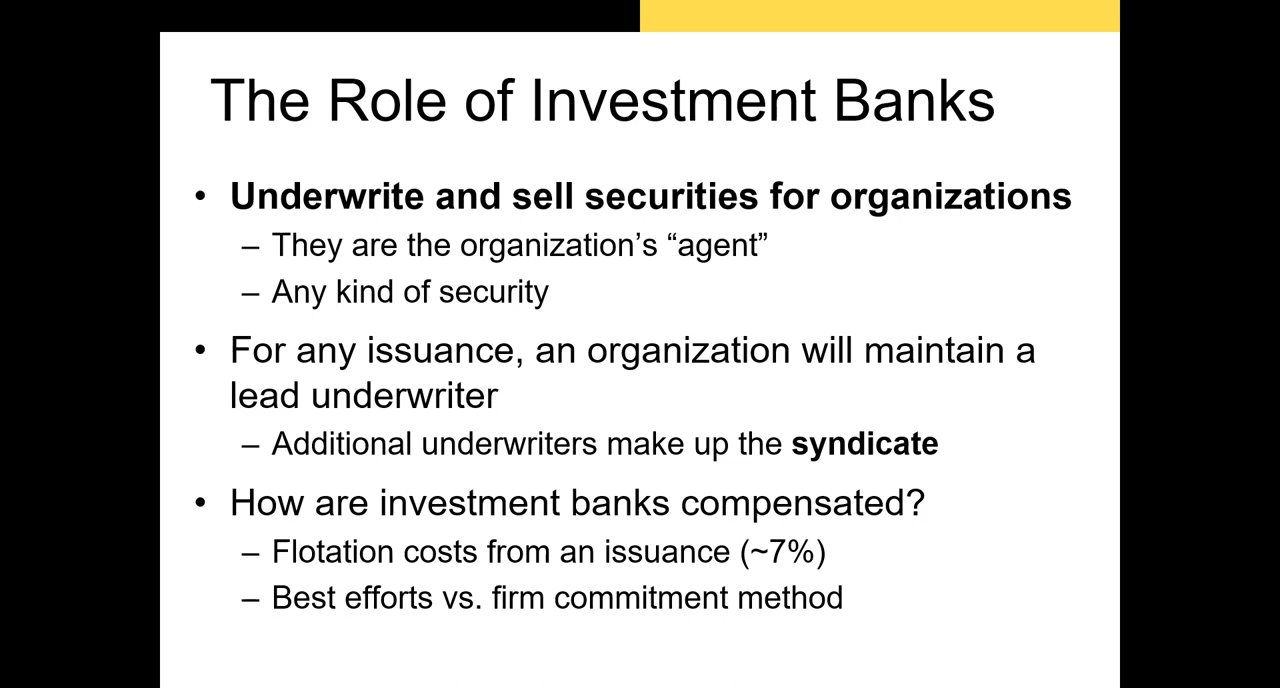 The Role of Investment Banks
• Underwrite and sell securities for organizations
– They are the organization’s “agent”
– Any kind of security
• For any issuance, an organization will maintain a
lead underwriter
– Additional underwriters make up the syndicate
• How are investment banks compensated?
– Flotation costs from an issuance (~7%)
– Best efforts vs. firm commitment method